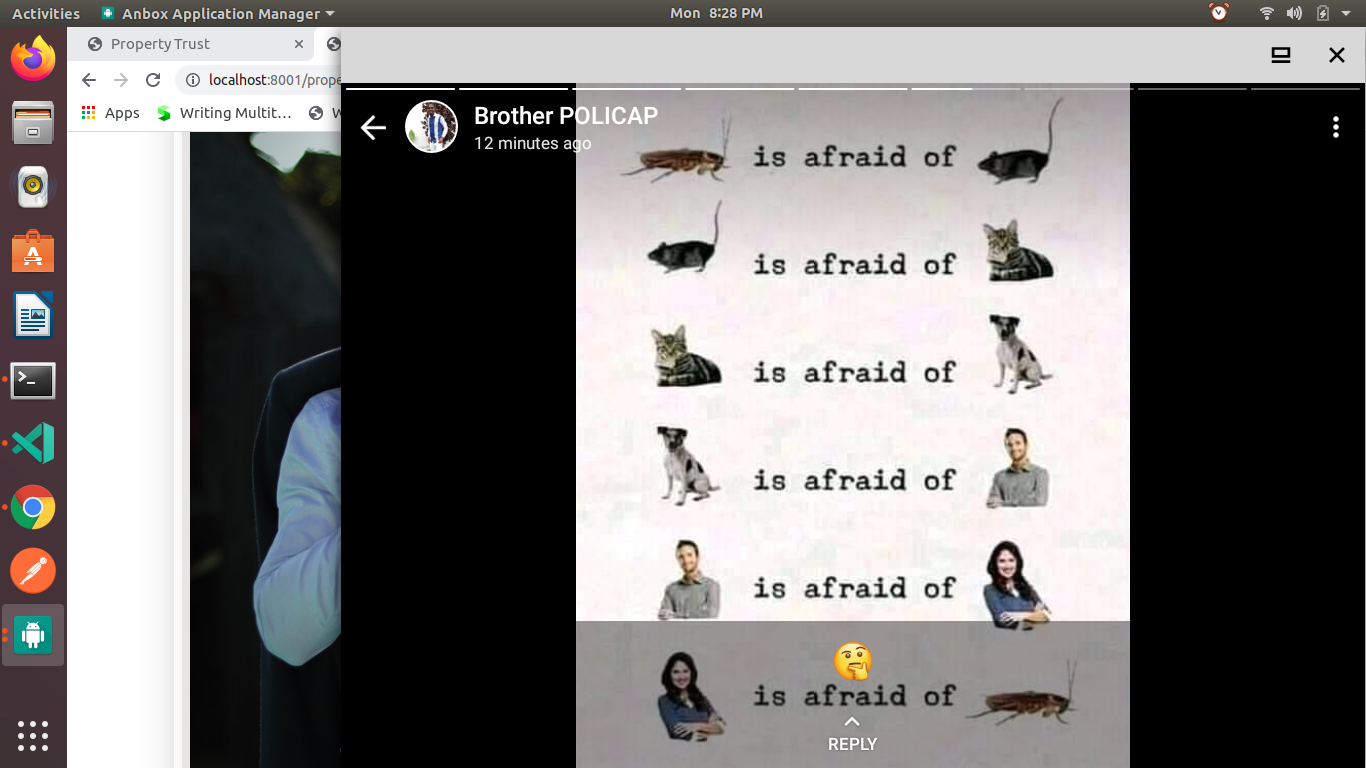 Activities Anbox Application Manager Mon 8:28 PM
Property Trust
localhost:8001/prope
Apps Writing Multit… W
Brother POLICAP
12 minutes ago
is afraid of
is afraid of
is afraid of
is afraid of
is afraid of
is afraid of
REPLY